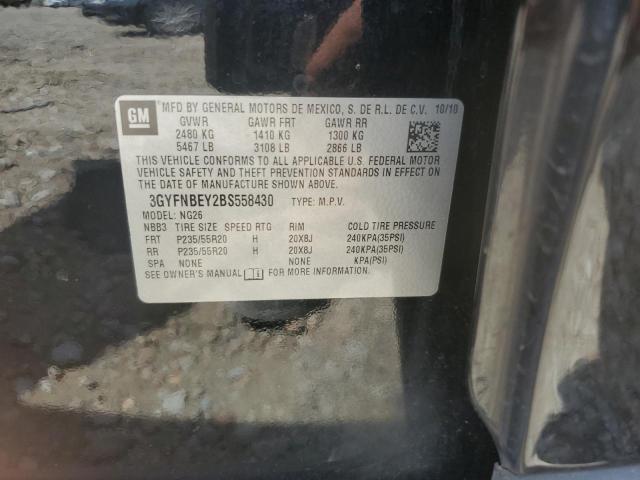 GM
MFD BY GENERAL MOTORS DE MEXICO, S. DE R.L. DE C.V. 10/10
GVWR GAWR FRT GAWR RR
2480 KG 1410 KG 1300 KG
5467 LB 3108 LB 2866 LB
THIS VEHICLE CONFORMS TO ALL APPLICABLE U.S. FEDERAL MOTOR
VEHICLE SAFETY AND THEFT PREVENTION STANDARDS IN EFFECT ON
THE DATE OF MANUFACTURE SHOWN ABOVE.
3GYFNBEY2BS558430 TYPE: M.P.V.
MODEL: NG26
NBB3 TIRE SIZE SPEED RTG RIM COLD TIRE PRESSURE
FRT P235/55R20 H 20X8J 240KPA(35PSI)
RR P235/55R20 H 20X8J 240KPA(35PSI)
SPA NONE NONE KPA(PSI)
SEE OWNER'S MANUAL FOR MORE INFORMATION.